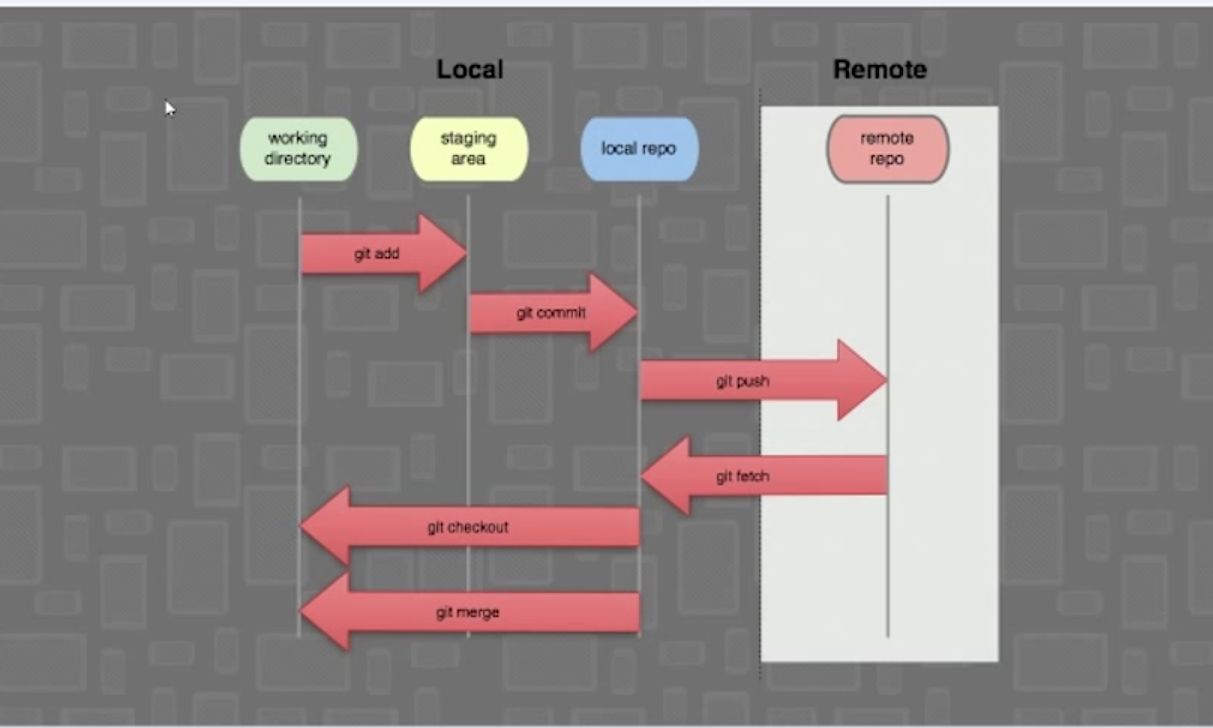 Local
Remote
working
directory
staging
area
local repo
remote
repo
git add
git commit
git push
git fetch
git checkout
git merge